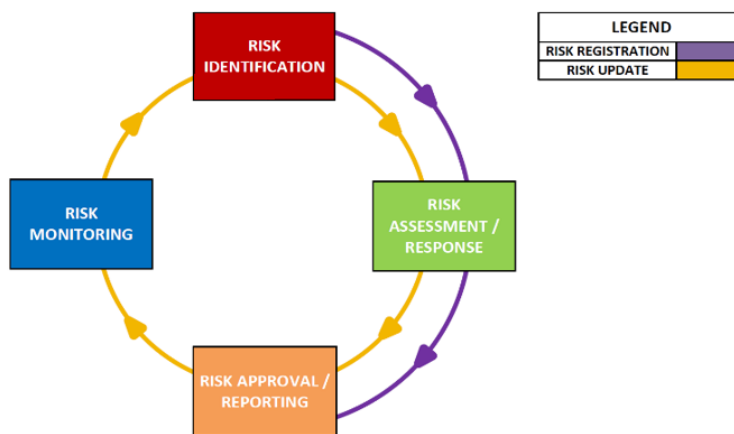 RISK
IDENTIFICATION
LEGEND
RISK REGISTRATION
RISK UPDATE
RISK
MONITORING
RISK
ASSESSMENT /
RESPONSE
RISK APPROVAL /
REPORTING